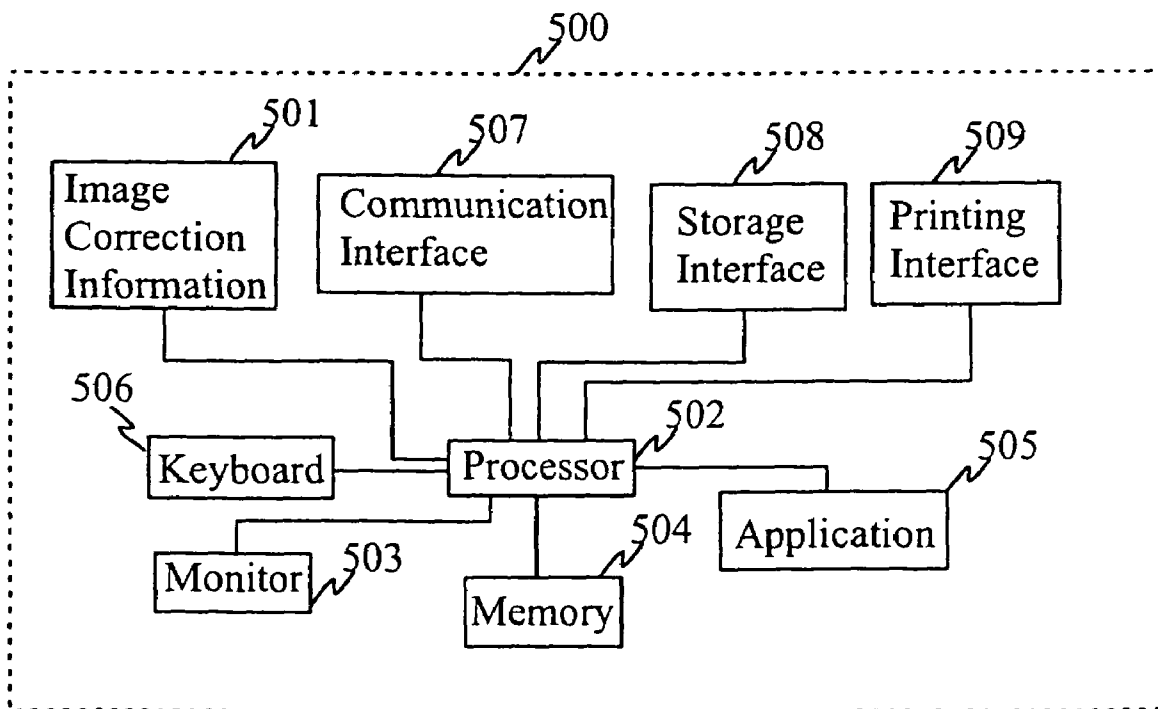 500
501
507
508
509
Image
Correction
Information
Communication
Interface
Storage
Interface
Printing
Interface
506
502
505
Keyboard
Processor
Application
503
504
Monitor
Memory